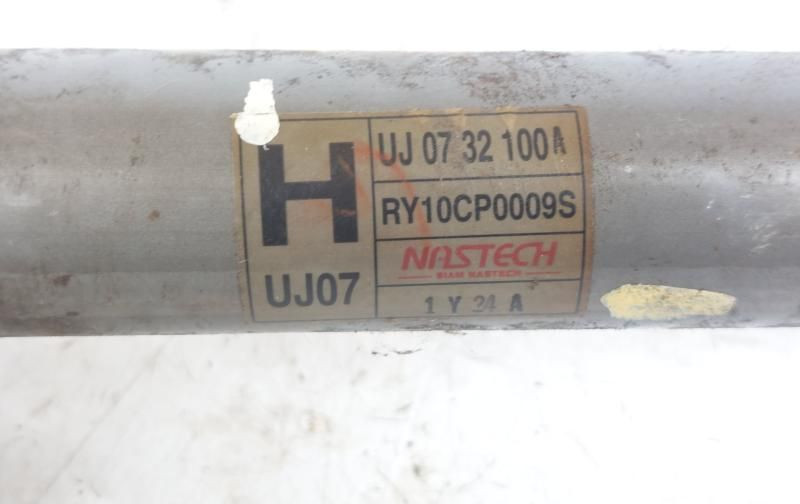 H
UJ07
UJ 07 32 100A
RY10CP0009S
NASTECH
SIAM NASTECH
1 Y 24 A